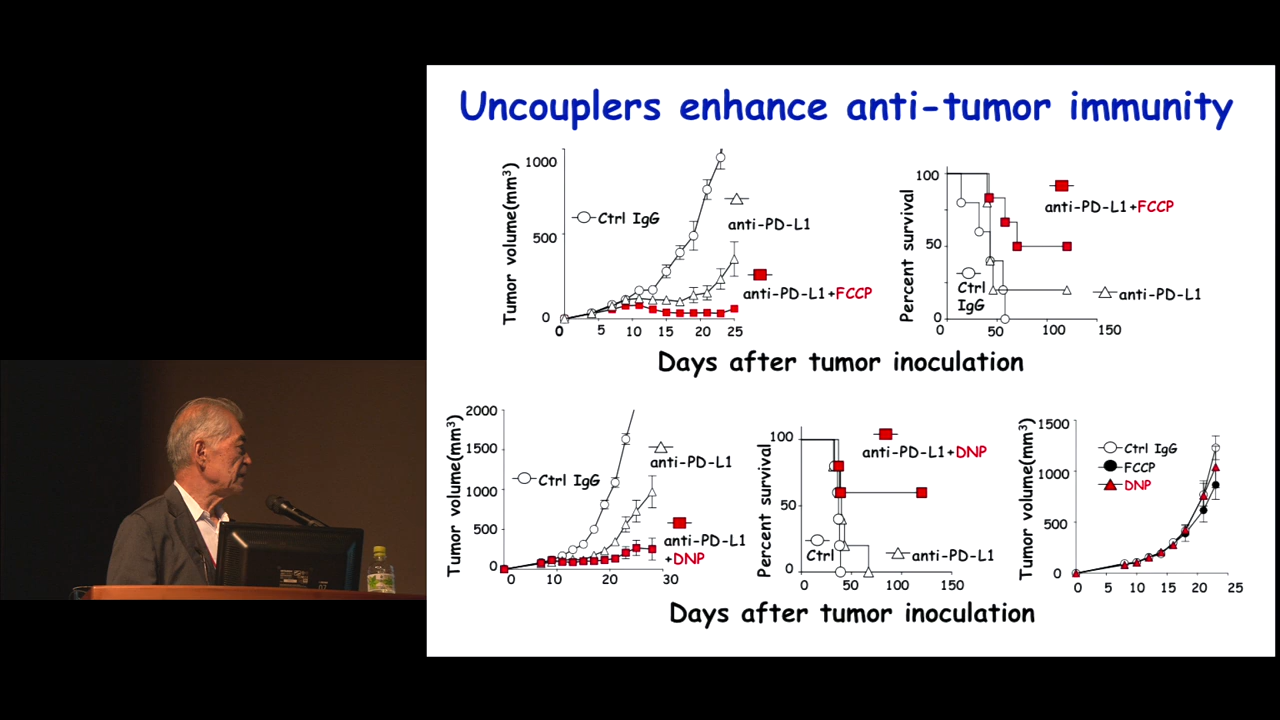 Uncouplers enhance anti-tumor immunity
Tumor volume(mm³)
1000
500
0
0 5 10 15 20 25
Ctrl IgG
anti-PD-L1
anti-PD-L1+FCCP
Percent survival
100
50
0
0 50 100 150
anti-PD-L1+FCCP
Ctrl
IgG
anti-PD-L1
Days after tumor inoculation
Tumor volume(mm³)
2000
1500
1000
500
0
0 10 20 30
Ctrl IgG
anti-PD-L1
anti-PD-L1
+DNP
Percent survival
100
50
0
0 50 100 150
anti-PD-L1+DNP
Ctrl
anti-PD-L1
Tumor volume(mm³)
1500
1000
500
0
0 5 10 15 20 25
Ctrl IgG
FCCP
DNP
Days after tumor inoculation